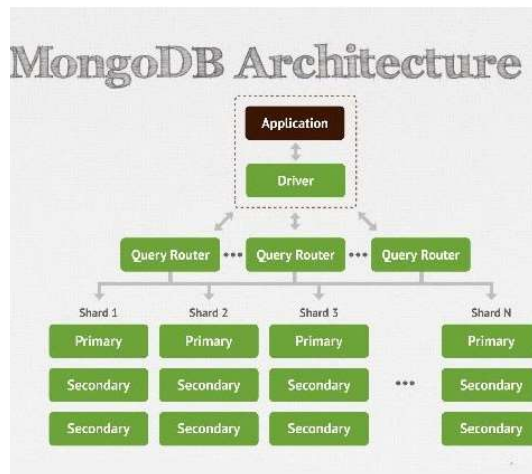 MongoDB Architecture
Application
Driver
Query Router ••• Query Router ••• Query Router
Shard 1 Shard 2 Shard 3 Shard N
Primary Primary Primary Primary
Secondary Secondary Secondary ••• Secondary
Secondary Secondary Secondary Secondary